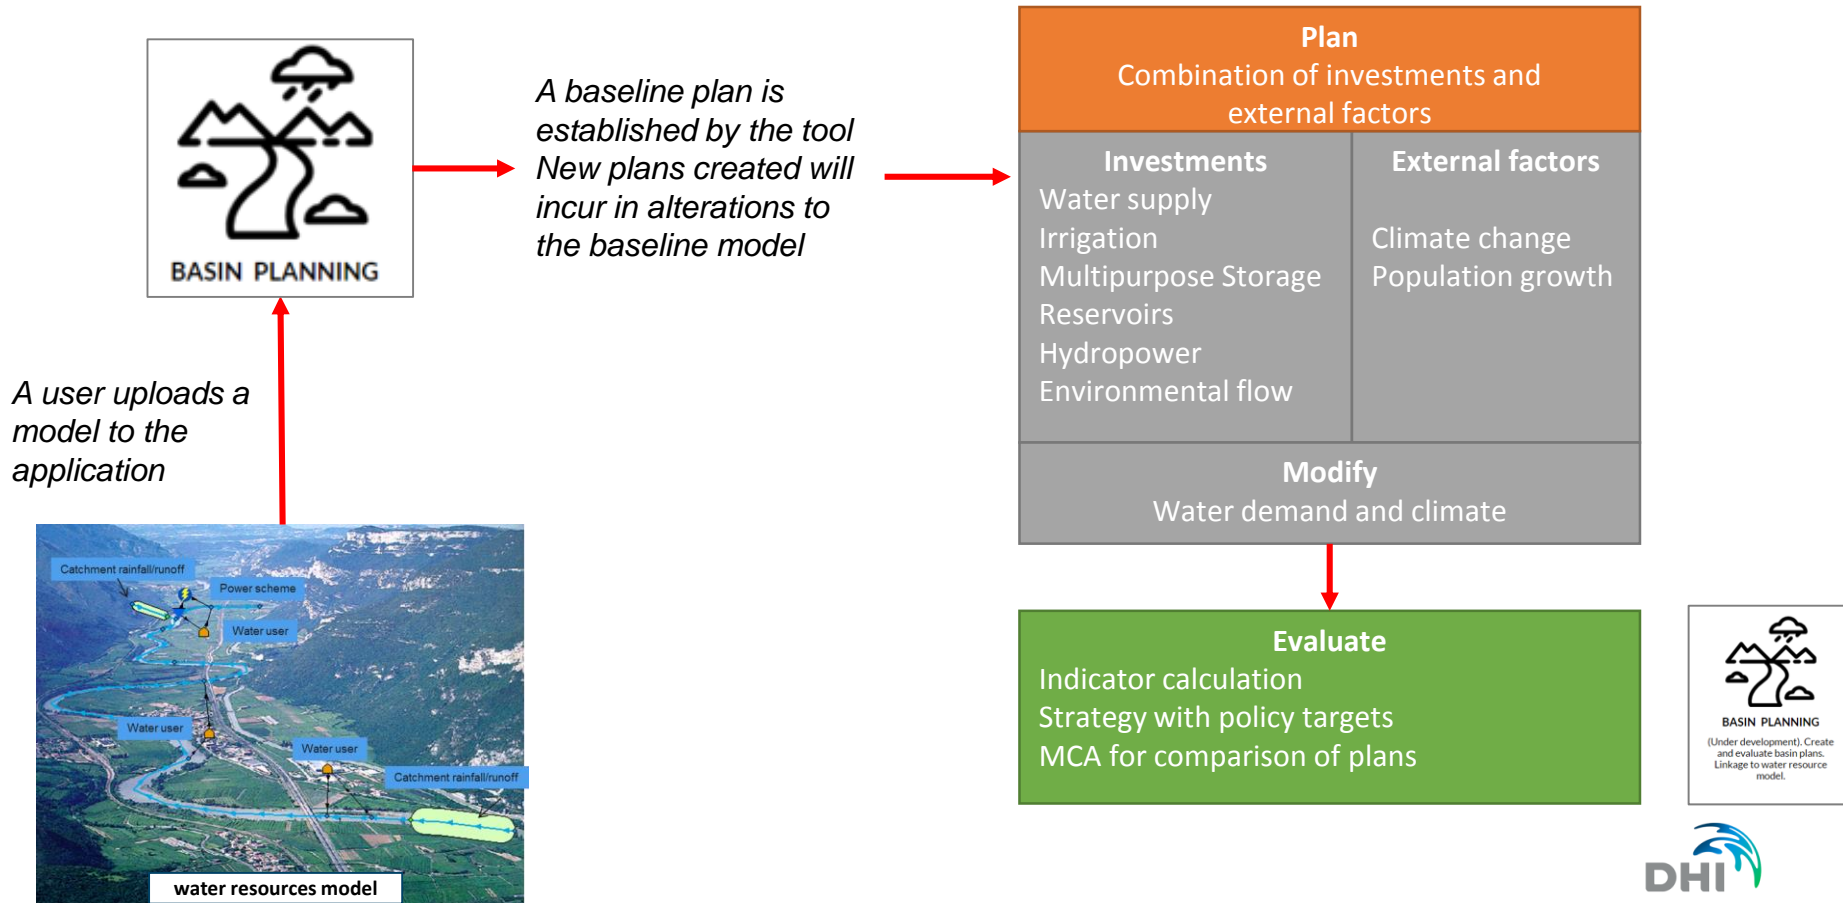 BASIN PLANNING
A baseline plan is
established by the tool
New plans created will
incur in alterations to
the baseline model
A user uploads a
model to the
application
Catchment rainfall/runoff
Power scheme
Water user
Water user
Water user
Catchment rainfall/runoff
water resources model
Plan
Combination of investments and
external factors
Investments
Water supply
Irrigation
Multipurpose Storage
Reservoirs
Hydropower
Environmental flow
External factors
Climate change
Population growth
Modify
Water demand and climate
Evaluate
Indicator calculation
Strategy with policy targets
MCA for comparison of plans
BASIN PLANNING
(Under development). Create
and evaluate basin plans.
Linkage to water resource
model.
DHI